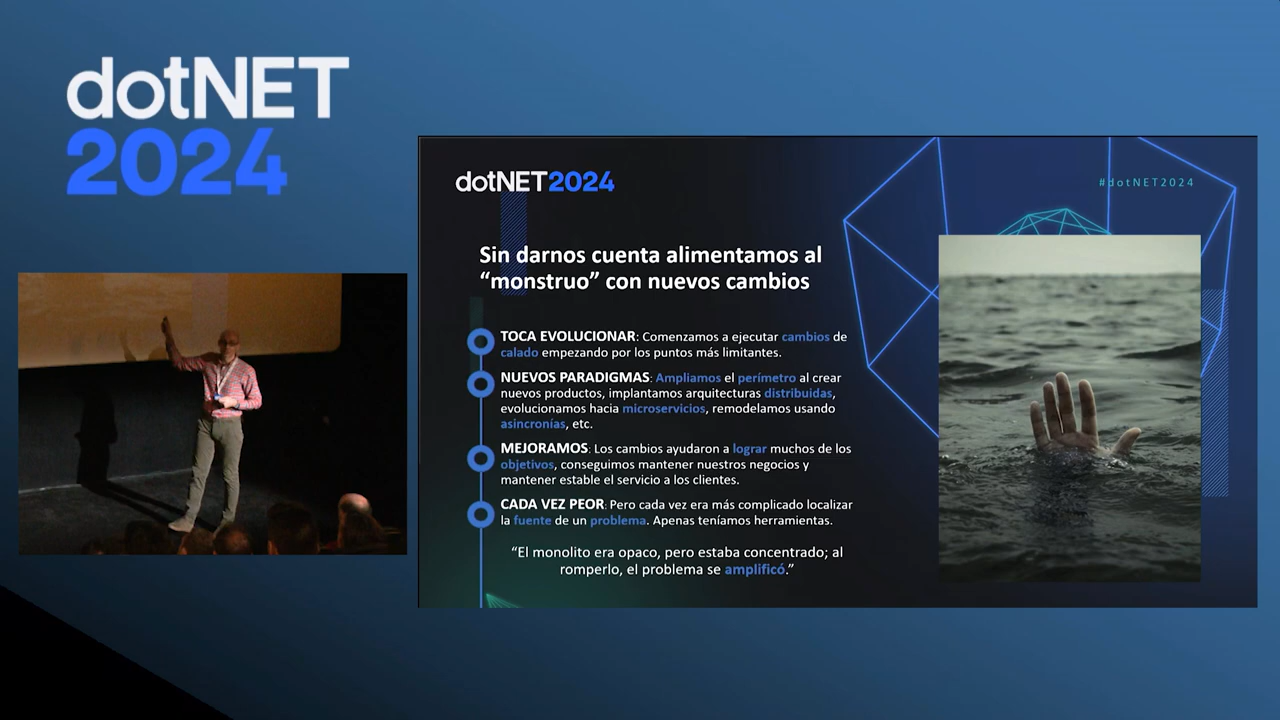 dotNET
2024
dotNET2024
#dotNET2024
Sin darnos cuenta alimentamos al
“monstruo” con nuevos cambios
TOCA EVOLUCIONAR: Comenzamos a ejecutar cambios de
calado empezando por los puntos más limitantes.
NUEVOS PARADIGMAS: Ampliamos el perímetro al crear
nuevos productos, implantamos arquitecturas distribuidas,
evolucionamos hacia microservicios, remodelamos usando
asincronías, etc.
MEJORAMOS: Los cambios ayudaron a lograr muchos de los
objetivos, conseguimos mantener nuestros negocios y
mantener estable el servicio a los clientes.
CADA VEZ PEOR: Pero cada vez era más complicado localizar
la fuente de un problema. Apenas teníamos herramientas.
“El monolito era opaco, pero estaba concentrado; al
romperlo, el problema se amplificó.”